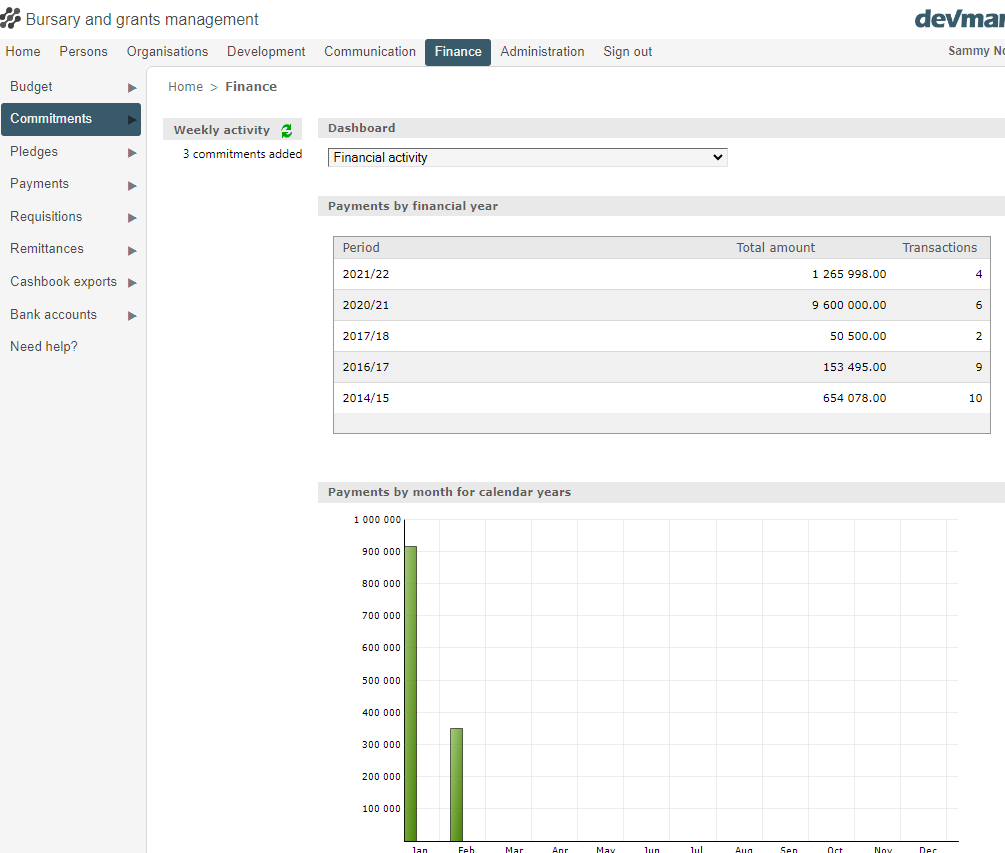 Bursary and grants management
devman
Home Persons Organisations Development Communication Finance Administration Sign out
Sammy No
Budget
Commitments
Pledges
Payments
Requisitions
Remittances
Cashbook exports
Bank accounts
Need help?
Home > Finance
Weekly activity
3 commitments added
Dashboard
Financial activity
Payments by financial year
Period Total amount Transactions
2021/22 1 265 998.00 4
2020/21 9 600 000.00 6
2017/18 50 500.00 2
2016/17 153 495.00 9
2014/15 654 078.00 10
Payments by month for calendar years
1 000 000
900 000
800 000
700 000
600 000
500 000
400 000
300 000
200 000
100 000
Jan Feb Mar Apr May Jun Jul Aug Sep Oct Nov Dec